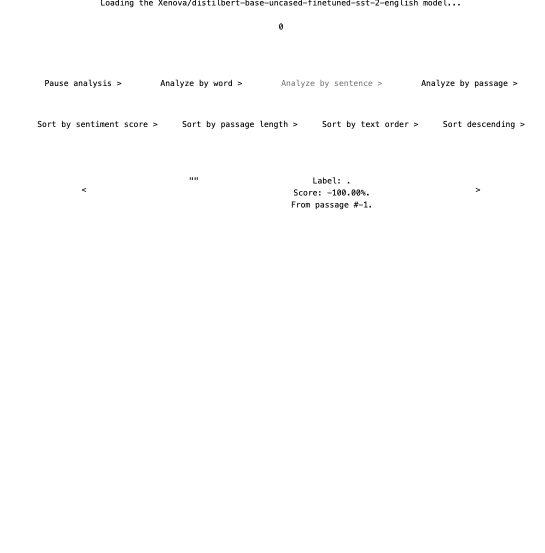 Loading the Xenova/distilbert-base-uncased-finetuned-sst-2-english model...
0
Pause analysis > Analyze by word > Analyze by sentence > Analyze by passage >
Sort by sentiment score > Sort by passage length > Sort by text order > Sort descending >
""
Label: .
< Score: -100.00%. >
From passage #-1.